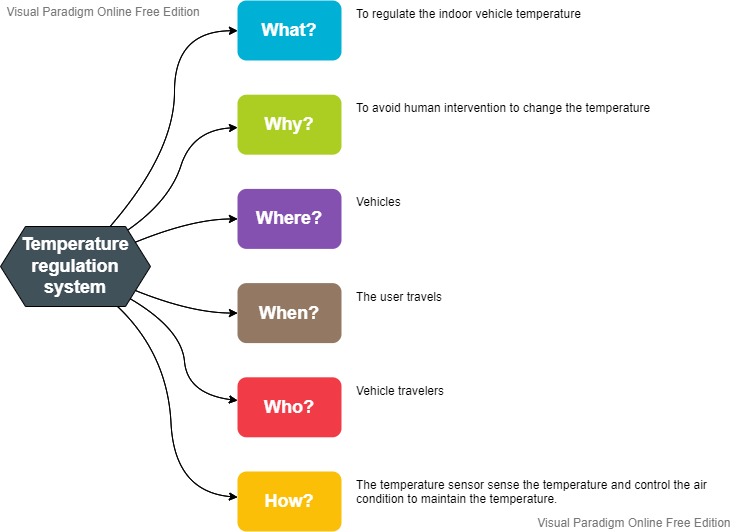 Visual Paradigm Online Free Edition
What?
To regulate the indoor vehicle temperature
Why?
To avoid human intervention to change the temperature
Where?
Vehicles
Temperature
regulation
system
When?
The user travels
Who?
Vehicle travelers
How?
The temperature sensor sense the temperature and control the air
condition to maintain the temperature.
Visual Paradigm Online Free Edition